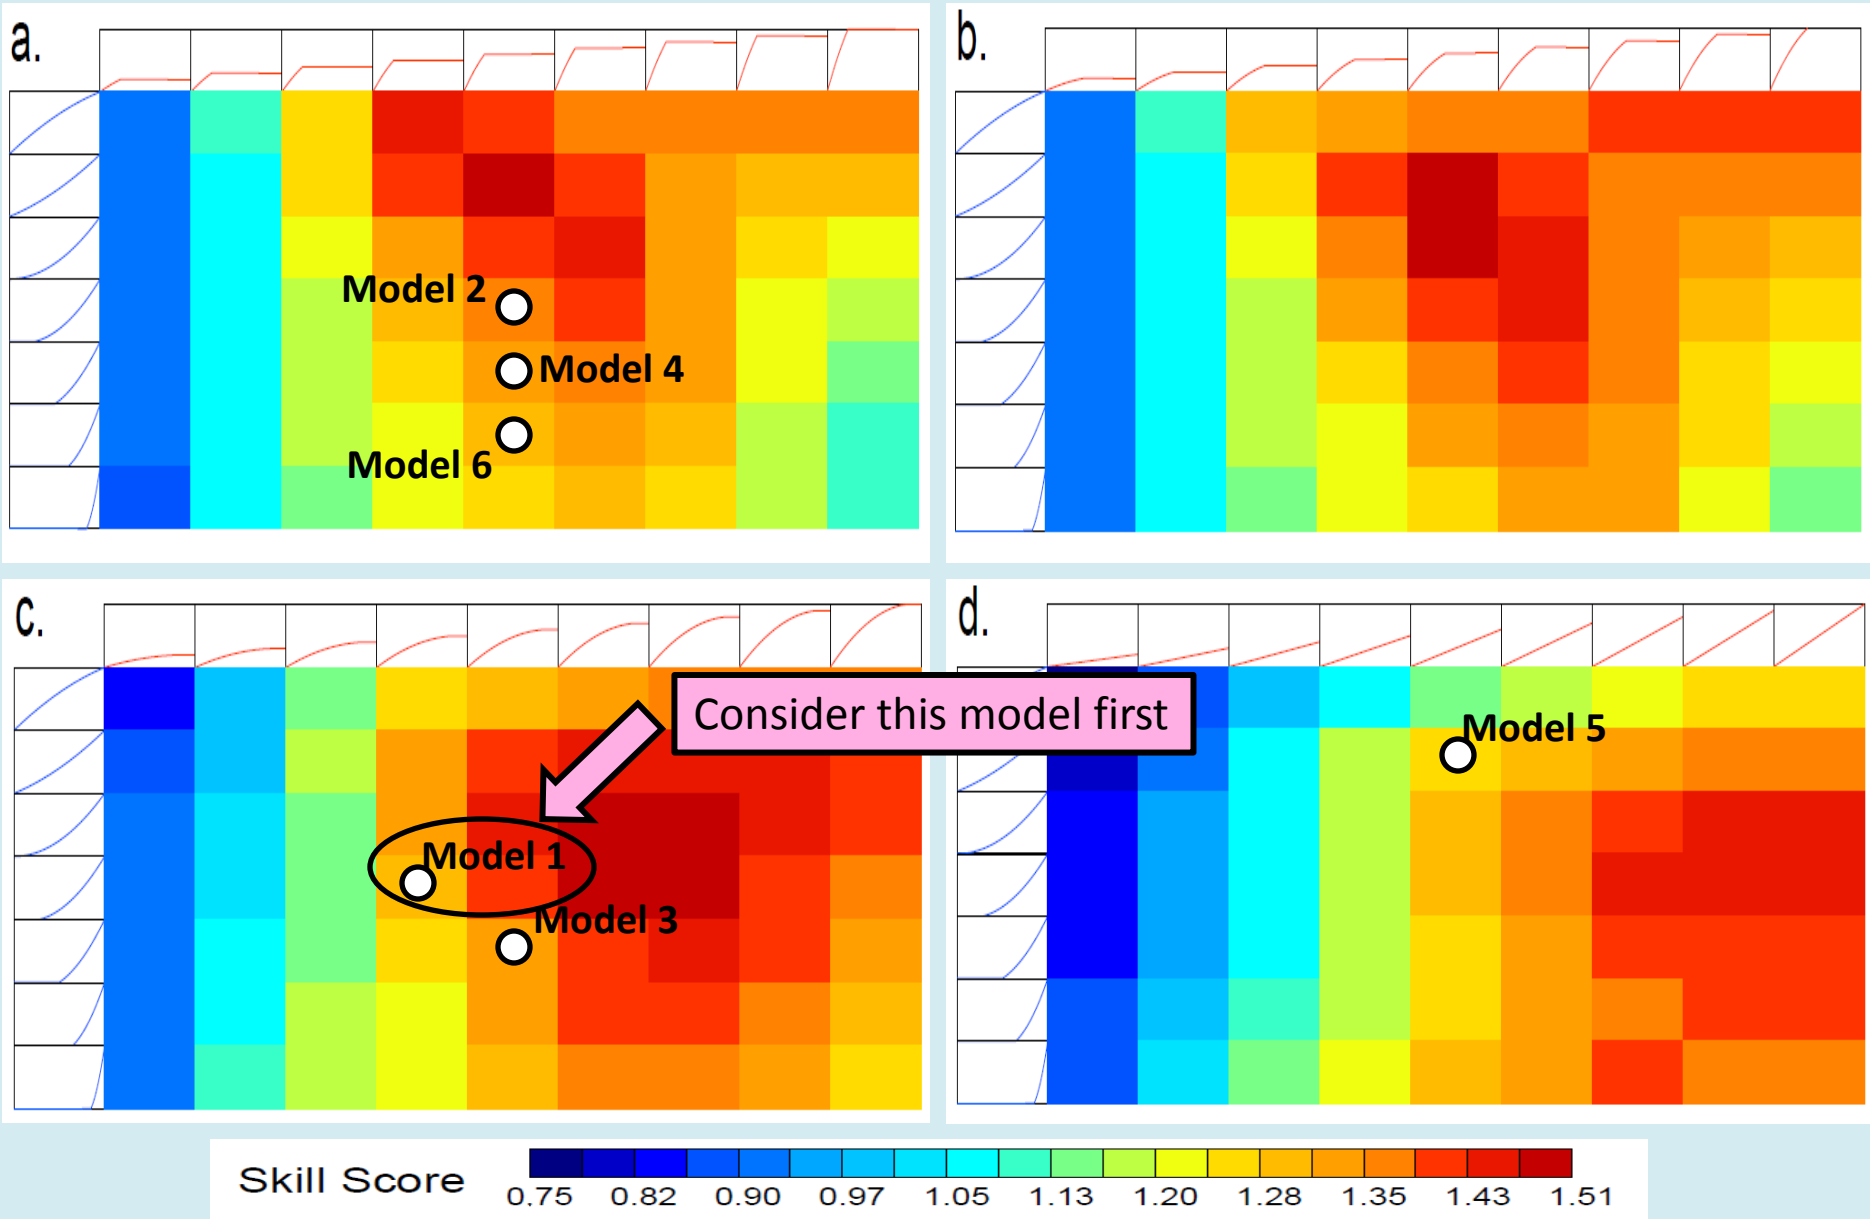 a.
b.
Model 2
Model 4
Model 6
c.
d.
Consider this model first
Model 5
Model 1
Model 3
Skill Score
0.75 0.82 0.90 0.97 1.05 1.13 1.20 1.28 1.35 1.43 1.51